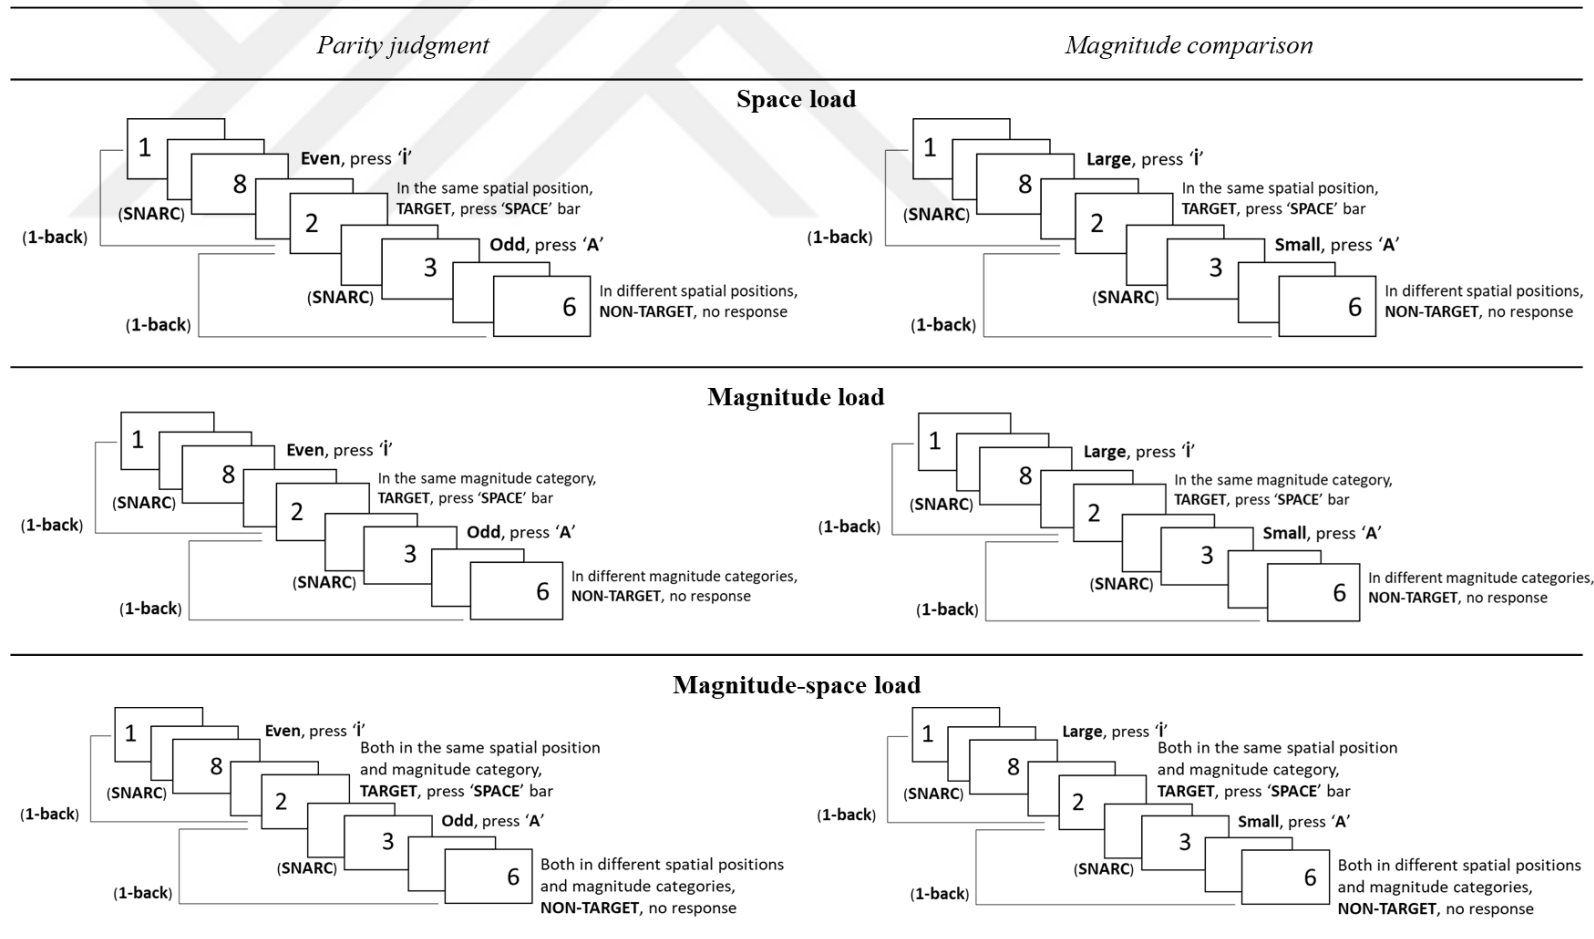 Parity judgment
Magnitude comparison
Space load
1
Even, press ‘İ’
8
In the same spatial position,
(SNARC)
TARGET, press ‘SPACE’ bar
2
(1-back)
Odd, press ‘A’
3
(SNARC)
In different spatial positions,
6
NON-TARGET, no response
(1-back)
1
Large, press ‘İ’
8
In the same spatial position,
(SNARC)
TARGET, press ‘SPACE’ bar
2
(1-back)
Small, press ‘A’
3
(SNARC)
In different spatial positions,
6
NON-TARGET, no response
(1-back)
Magnitude load
1
Even, press ‘İ’
8
In the same magnitude category,
(SNARC)
TARGET, press ‘SPACE’ bar
2
(1-back)
Odd, press ‘A’
3
(SNARC)
In different magnitude categories,
6
NON-TARGET, no response
(1-back)
1
Large, press ‘İ’
8
In the same magnitude category,
(SNARC)
TARGET, press ‘SPACE’ bar
2
(1-back)
Small, press ‘A’
3
(SNARC)
In different magnitude categories,
6
NON-TARGET, no response
(1-back)
Magnitude-space load
1
Even, press ‘İ’
Both in the same spatial position
8
and magnitude category,
(SNARC)
TARGET, press ‘SPACE’ bar
2
(1-back)
Odd, press ‘A’
3
(SNARC)
Both in different spatial positions
6
and magnitude categories,
(1-back)
NON-TARGET, no response
1
Large, press ‘İ’
Both in the same spatial position
8
and magnitude category,
(SNARC)
TARGET, press ‘SPACE’ bar
2
(1-back)
Small, press ‘A’
3
(SNARC)
Both in different spatial positions
6
and magnitude categories,
(1-back)
NON-TARGET, no response